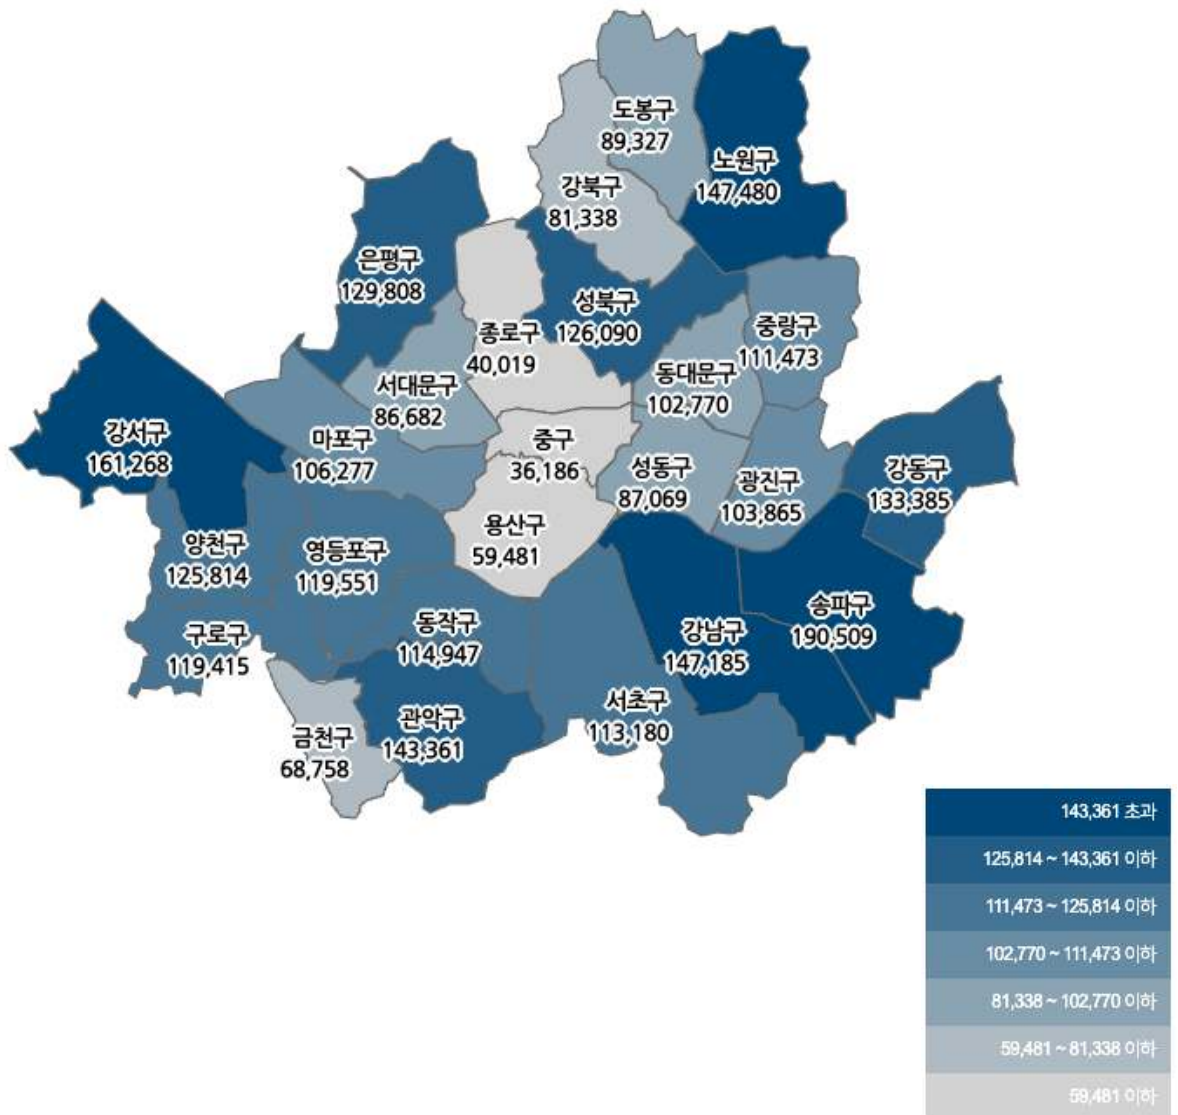 도봉구
89,327
노원구
147,480
강북구
81,338
은평구
129,808
성북구
126,090
중랑구
111,473
종로구
40,019
동대문구
102,770
서대문구
86,682
강서구
161,268
마포구
106,277
중구
36,186
성동구
87,069
광진구
103,865
강동구
133,385
용산구
59,481
양천구
125,814
영등포구
119,551
송파구
190,509
구로구
119,415
동작구
114,947
강남구
147,185
서초구
113,180
관악구
143,361
금천구
68,758
143,361 초과
125,814 ~ 143,361 이하
111,473 ~ 125,814 이하
102,770 ~ 111,473 이하
81,338 ~ 102,770 이하
59,481 ~ 81,338 이하
59,481 이하